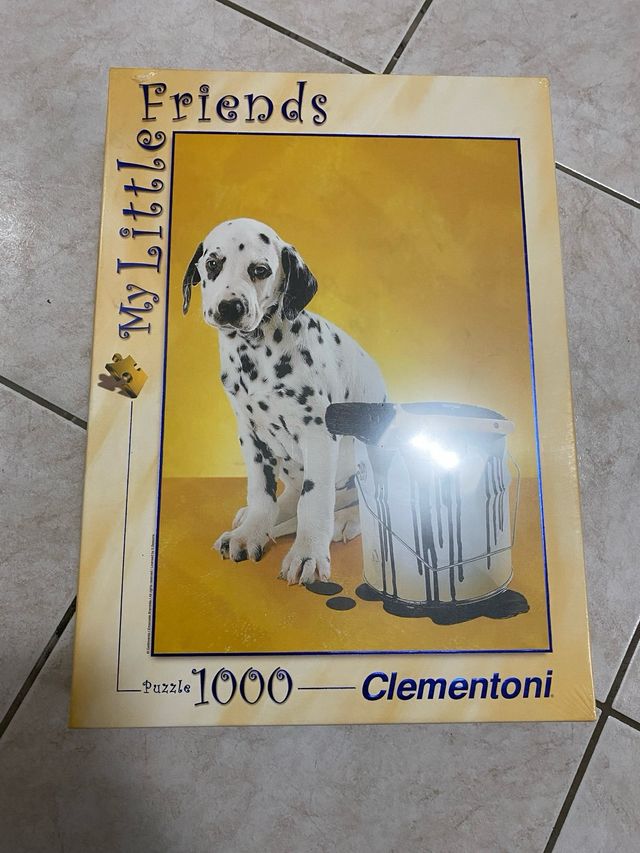 My Little Friends
Puzzle 1000
Clementoni